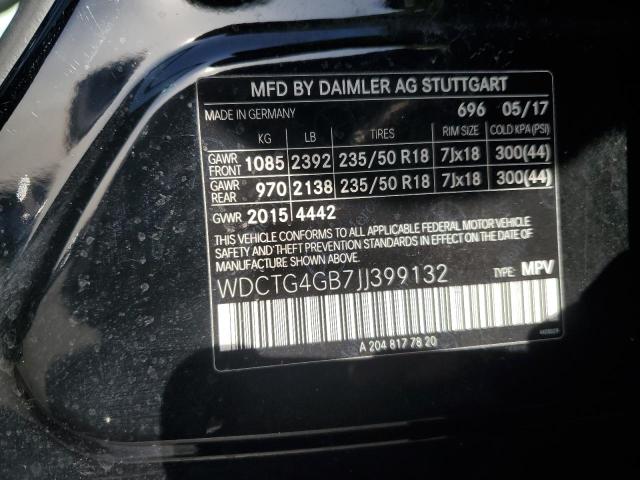 MFD BY DAIMLER AG STUTTGART
MADE IN GERMANY 696 05/17
KG LB TIRES RIM SIZE COLD KPA(PSI)
GAWR FRONT 1085 2392 235/50 R18 7Jx18 300(44)
GAWR REAR 970 2138 235/50 R18 7Jx18 300(44)
GWR 2015 4442
THIS VEHICLE CONFORMS TO ALL APPLICABLE FEDERAL MOTOR VEHICLE
SAFETY AND THEFT PREVENTION STANDARDS IN EFFECT ON THE DATE OF
MANUFACTURE SHOWN ABOVE.
WDCTG4GB7JJ399132 TYPE: MPV
A 204 817 78 20